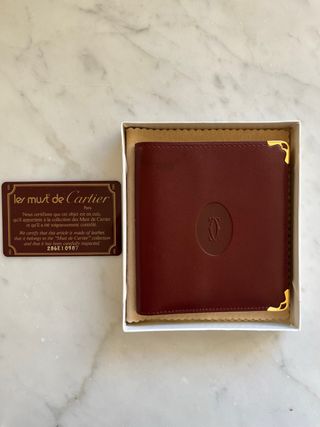 les must de Cartier
Paris
Nous certifions que cet objet est en cuir,
qu'il appartient à la collection des Must de Cartier
et qu'il a été soigneusement contrôlé.
We certify that this article is made of leather,
that it belongs to the "Must de Cartier" collection
and that it has been carefully inspected.
286E10987